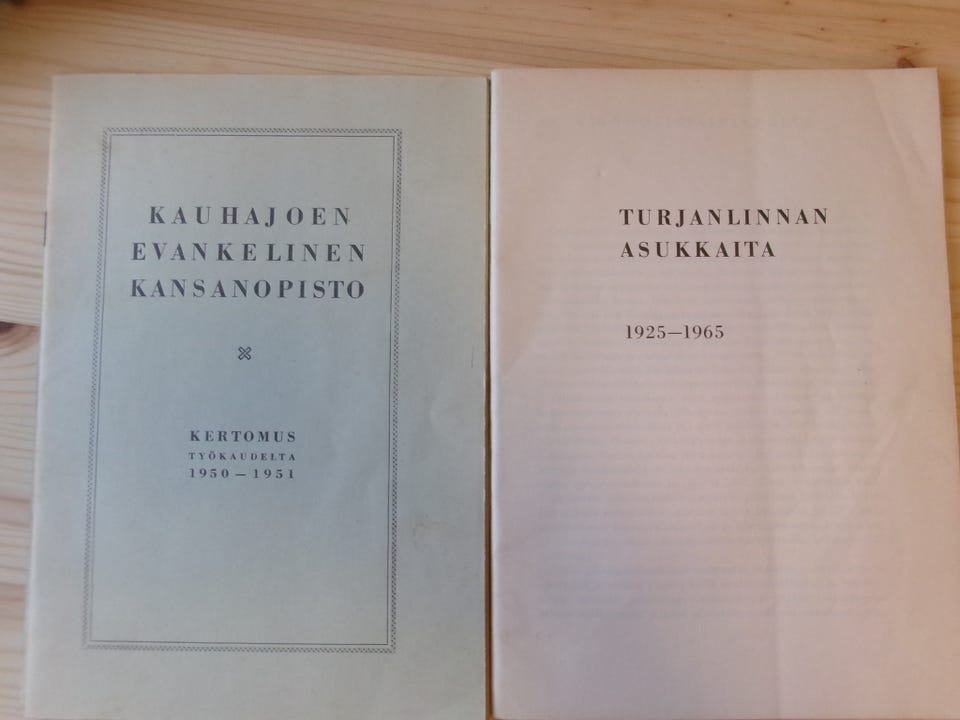 KAUHAJOEN
EVANKELINEN
KANSANOPISTO
KERTOMUS
TYÖKAUDELTA
1950 — 1951
TURJANLINNAN
ASUKKAITA
1925—1965